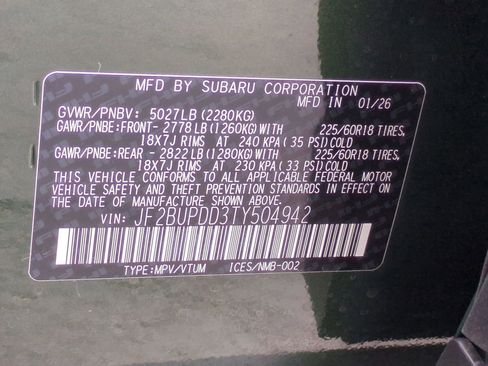 MFD BY SUBARU CORPORATION
MFD IN 01/26
GVWR/PNBV: 5027LB (2280KG)
GAWR/PNBE:FRONT- 2778 LB (1260KG) WITH 225/60R18 TIRES,
18X7J RIMS AT 240 KPA ( 35 PSI) COLD
GAWR/PNBE:REAR - 2822 LB (1280KG) WITH 225/60R18 TIRES,
18X7J RIMS AT 230 KPA ( 33 PSI) COLD
THIS VEHICLE CONFORMS TO ALL APPLICABLE FEDERAL MOTOR
VEHICLE SAFETY AND THEFT PREVENTION STANDARDS IN EFFECT ON
THE DATE OF MANUFACTURE SHOWN ABOVE.
VIN: JF2BUPDD3TY504942
TYPE:MPV/VTUM ICES/NMB-002